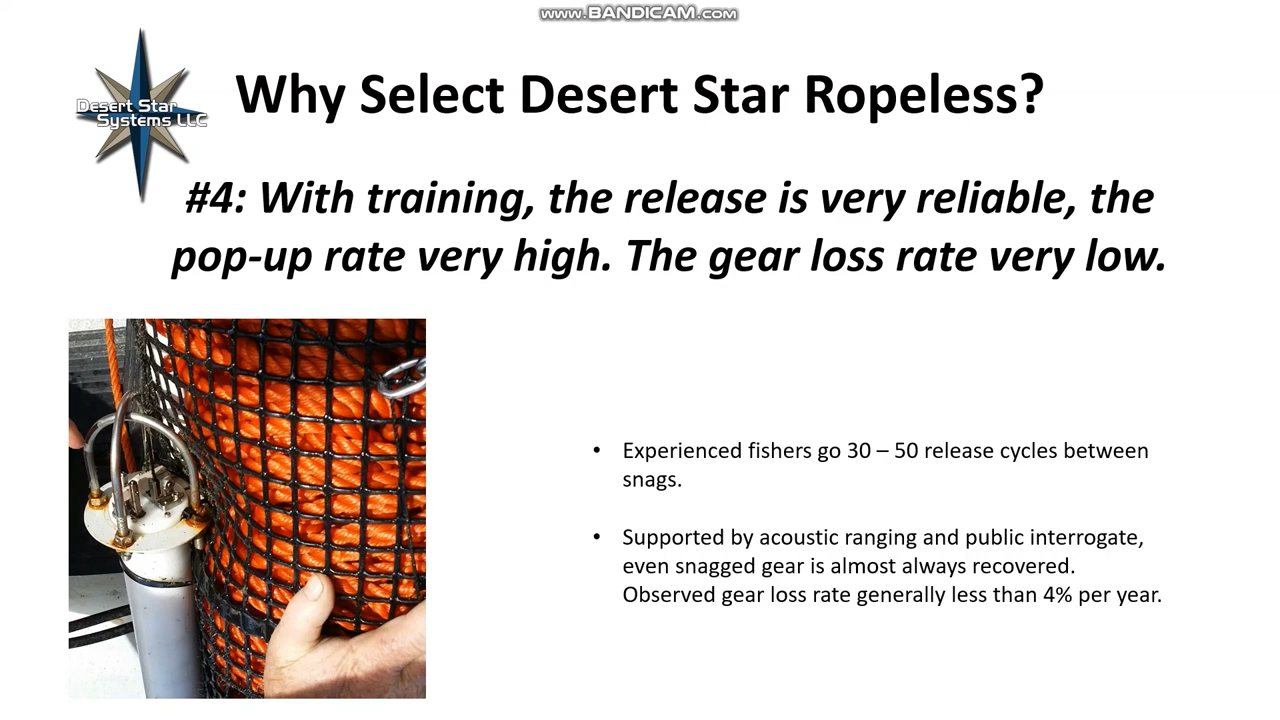 www.BANDICAM.com
Desert Star
Systems LLC
Why Select Desert Star Ropeless?
#4: With training, the release is very reliable, the
pop-up rate very high. The gear loss rate very low.
• Experienced fishers go 30 – 50 release cycles between
snags.
• Supported by acoustic ranging and public interrogate,
even snagged gear is almost always recovered.
Observed gear loss rate generally less than 4% per year.